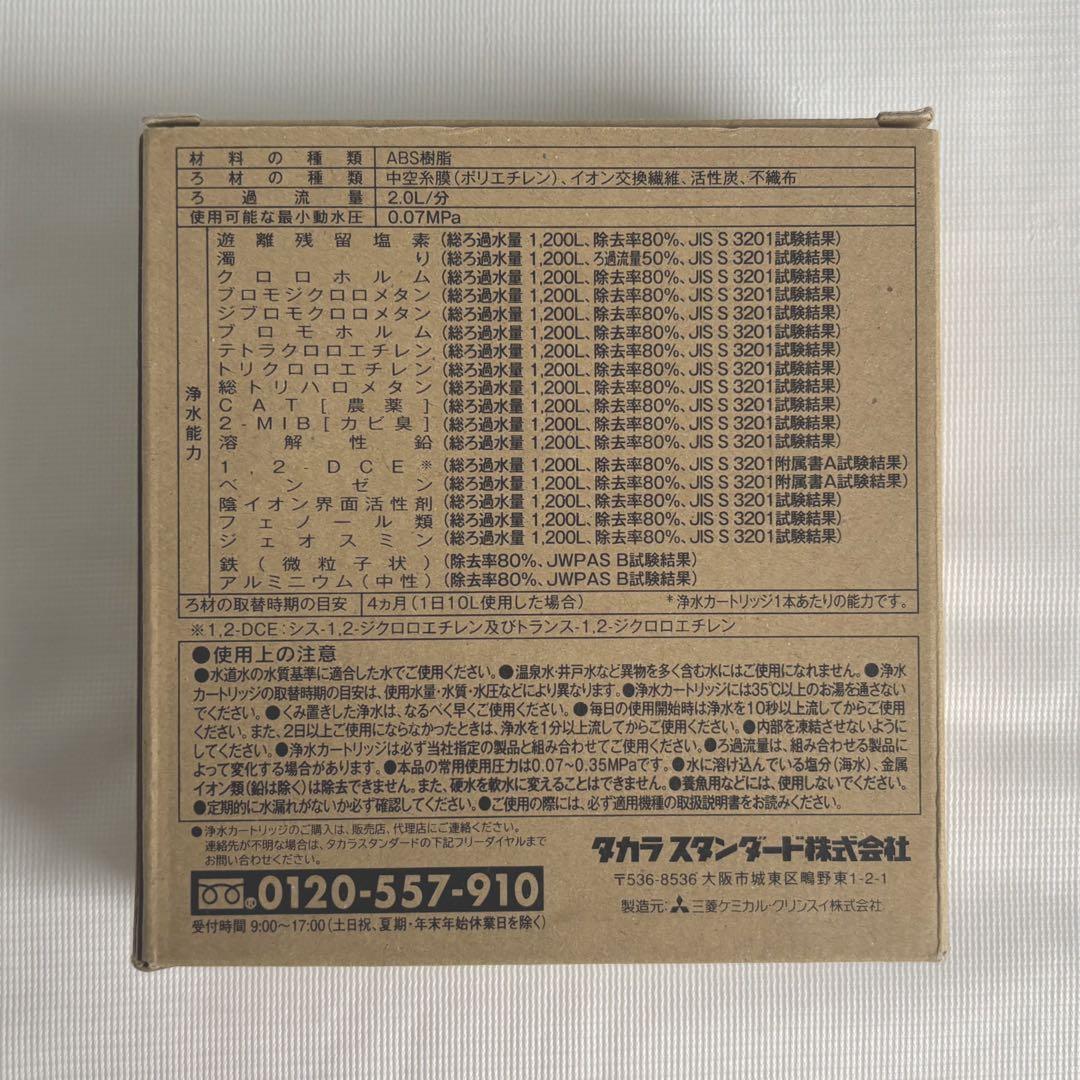 材料の種類 ABS樹脂
ろ材の種類 中空糸膜(ポリエチレン)、イオン交換繊維、活性炭、不織布
ろ過流量 2.0L/分
使用可能な最小動水圧 0.07MPa
浄水能力
遊離残留塩素 (総ろ過水量 1,200L、除去率80%、JIS S 3201試験結果)
濁り (総ろ過水量 1,200L、ろ過流量50%、JIS S 3201試験結果)
クロロホルム (総ろ過水量 1,200L、除去率80%、JIS S 3201試験結果)
ブロモジクロロメタン (総ろ過水量 1,200L、除去率80%、JIS S 3201試験結果)
ジブロモクロロメタン (総ろ過水量 1,200L、除去率80%、JIS S 3201試験結果)
ブロモホルム (総ろ過水量 1,200L、除去率80%、JIS S 3201試験結果)
テトラクロロエチレン (総ろ過水量 1,200L、除去率80%、JIS S 3201試験結果)
トリクロロエチレン (総ろ過水量 1,200L、除去率80%、JIS S 3201試験結果)
総トリハロメタン (総ろ過水量 1,200L、除去率80%、JIS S 3201試験結果)
CAT[農薬] (総ろ過水量 1,200L、除去率80%、JIS S 3201試験結果)
2-MIB[カビ臭] (総ろ過水量 1,200L、除去率80%、JIS S 3201試験結果)
溶解性鉛 (総ろ過水量 1,200L、除去率80%、JIS S 3201試験結果)
1,2-DCE※ (総ろ過水量 1,200L、除去率80%、JIS S 3201附属書A試験結果)
ベンゼン (総ろ過水量 1,200L、除去率80%、JIS S 3201附属書A試験結果)
陰イオン界面活性剤 (総ろ過水量 1,200L、除去率80%、JIS S 3201試験結果)
フェノール類 (総ろ過水量 1,200L、除去率80%、JIS S 3201試験結果)
ジェオスミン (総ろ過水量 1,200L、除去率80%、JIS S 3201試験結果)
鉄(微粒子状) (除去率80%、JWPAS B試験結果)
アルミニウム(中性) (除去率80%、JWPAS B試験結果)
ろ材の取替時期の目安 4ヵ月(1日10L使用した場合) *浄水カートリッジ1本あたりの能力です。
※1,2-DCE:シス-1,2-ジクロロエチレン及びトランス-1,2-ジクロロエチレン
●使用上の注意
●水道水の水質基準に適合した水でご使用ください。●温泉水・井戸水など異物を多く含む水にはご使用になれません。●浄水
カートリッジの取替時期の目安は、使用水量・水質・水圧などにより異なります。●浄水カートリッジには35℃以上のお湯を通さない
でください。●くみ置きした浄水は、なるべく早くご使用ください。●毎日の使用開始時は浄水を10秒以上流してからご使用
ください。また、2日以上ご使用にならなかったときは、浄水を1分以上流してからご使用ください。●内部を凍結させないように
してください。●浄水カートリッジは必ず当社指定の製品と組み合わせてご使用ください。●ろ過流量は、組み合わせる製品に
よって変化する場合があります。●本品の常用使用圧力は0.07~0.35MPaです。●水に溶け込んでいる塩分(海水)、金属
イオン類(鉛は除く)は除去できません。また、硬水を軟水に変えることはできません。●養魚用などには、使用しないでください。
●定期的に水漏れがないか必ず確認してください。●ご使用の際には、必ず適用機種の取扱説明書をお読みください。
●浄水カートリッジのご購入は、販売店、代理店にご連絡ください。
連絡先が不明な場合は、タカラスタンダードの下記フリーダイヤルまで
お問い合わせください。
®0120-557-910
受付時間 9:00~17:00(土日祝、夏期・年末年始休業日を除く)
タカラスタンダード株式会社
〒536-8536 大阪市城東区鴫野東1-2-1
製造元:三菱ケミカル・クリンスイ株式会社